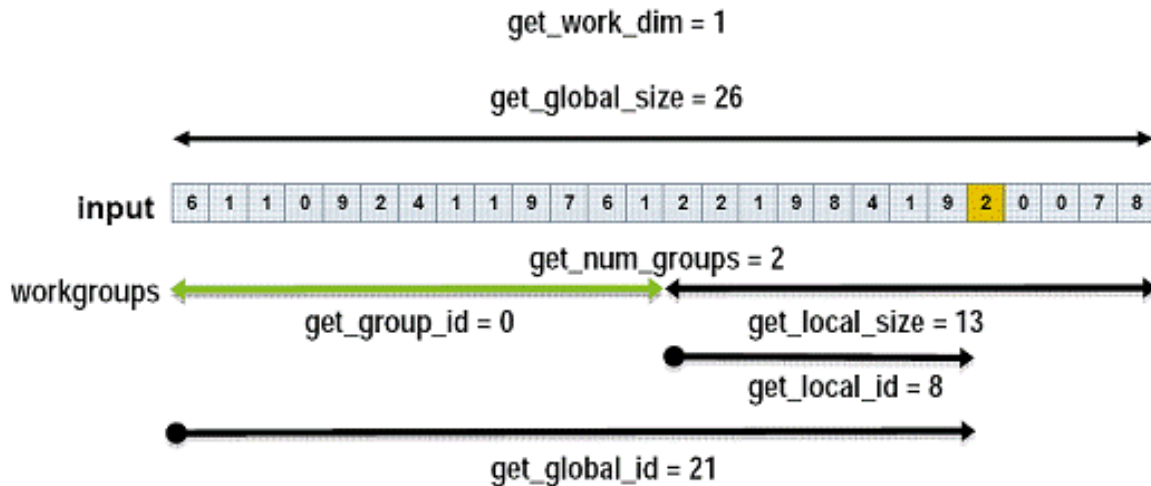 get_work_dim = 1
get_global_size = 26
input 6 1 1 0 9 2 4 1 1 9 7 6 1 2 2 1 9 8 4 1 9 2 0 0 7 8
get_num_groups = 2
workgroups
get_group_id = 0 get_local_size = 13
get_local_id = 8
get_global_id = 21